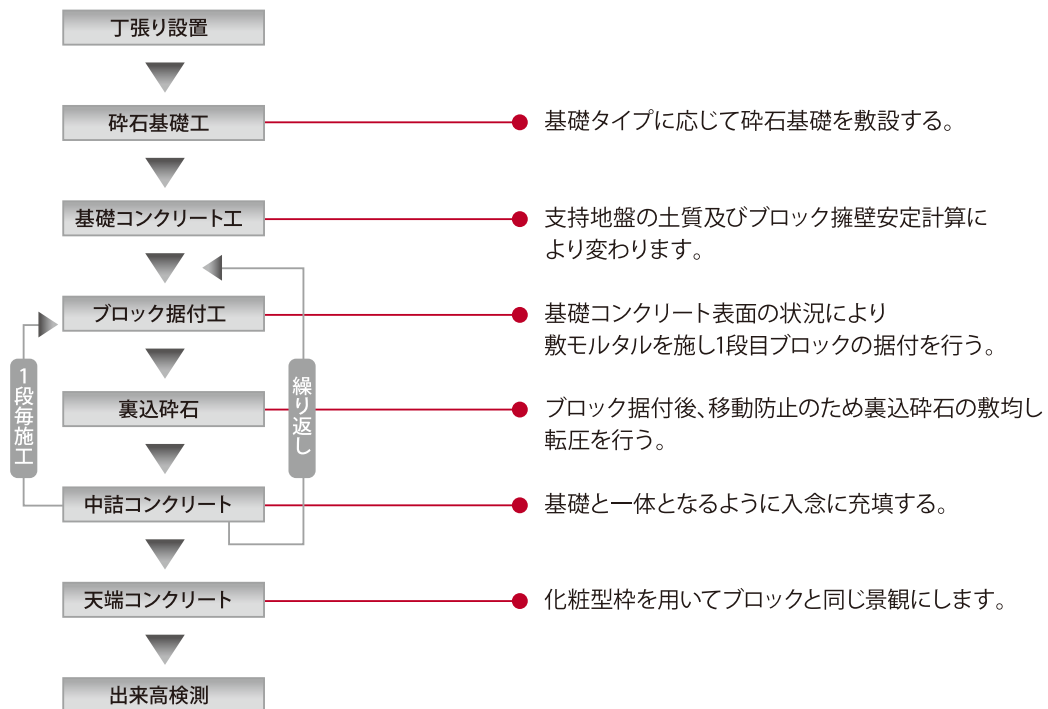 丁張り設置
砕石基礎工
基礎タイプに応じて砕石基礎を敷設する。
基礎コンクリート工
支持地盤の土質及びブロック擁壁安定計算に
より変わります。
ブロック据付工
基礎コンクリート表面の状況により
敷モルタルを施し1段目ブロックの据付を行う。
1段毎施工
繰り返し
裏込砕石
ブロック据付後、移動防止のため裏込砕石の敷均し
転圧を行う。
中詰コンクリート
基礎と一体となるように入念に充填する。
天端コンクリート
化粧型枠を用いてブロックと同じ景観にします。
出来高検測